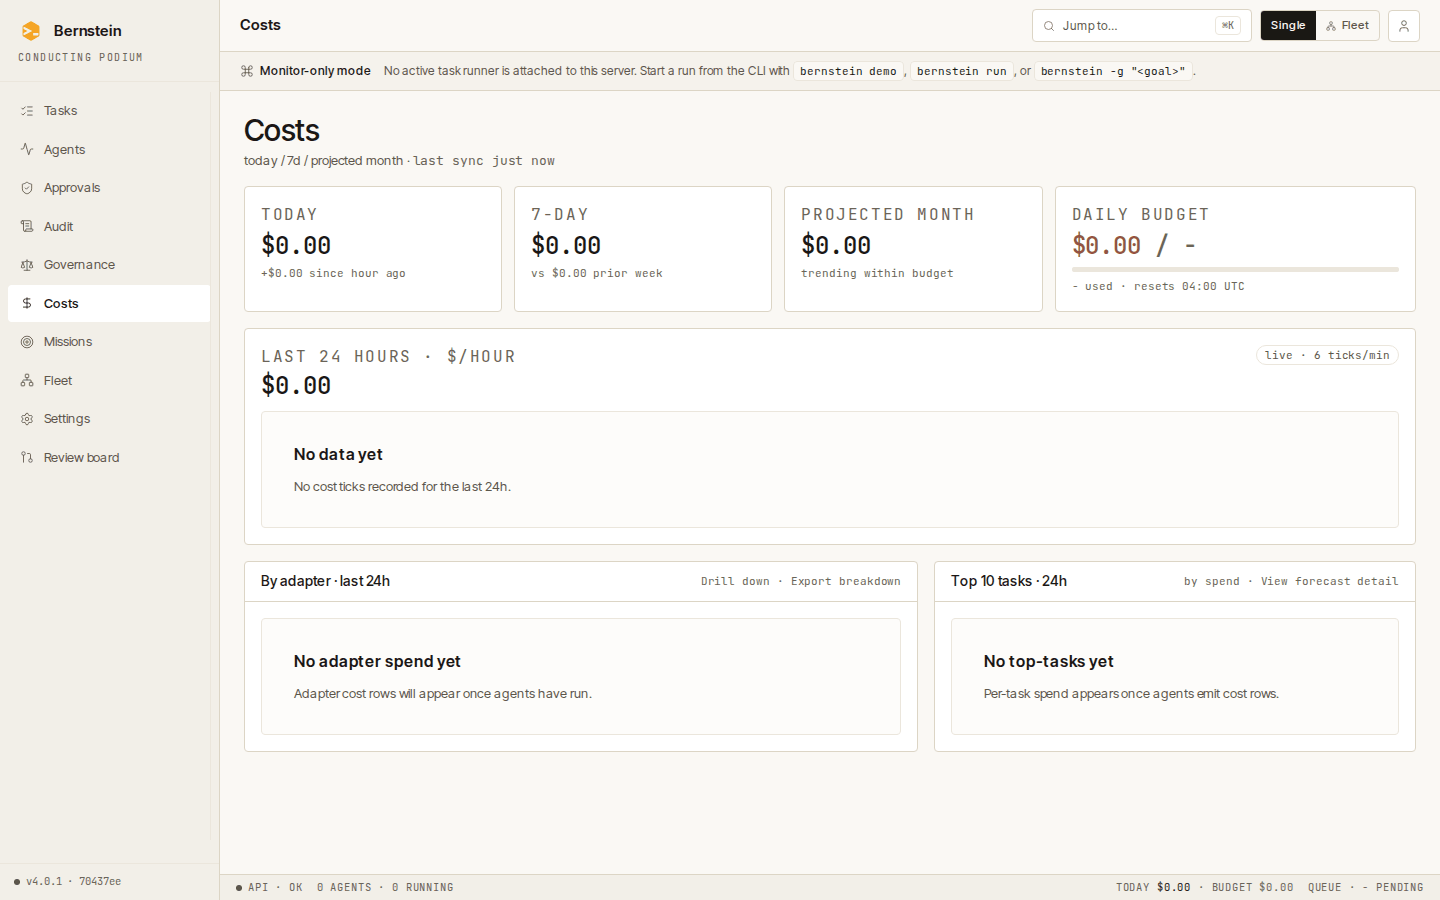 Bernstein
CONDUCTING PODIUM
Tasks
Agents
Approvals
Audit
Governance
Costs
Missions
Fleet
Settings
Review board
v4.0.1 · 70437ee
Costs
Jump to...
⌘K
Single
Fleet
Monitor-only mode No active task runner is attached to this server. Start a run from the CLI with bernstein demo, bernstein run, or bernstein -g "<goal>".
Costs
today / 7d / projected month · last sync just now
TODAY
$0.00
+$0.00 since hour ago
7-DAY
$0.00
vs $0.00 prior week
PROJECTED MONTH
$0.00
trending within budget
DAILY BUDGET
$0.00 / -
- used · resets 04:00 UTC
LAST 24 HOURS · $/HOUR
live · 6 ticks/min
$0.00
No data yet
No cost ticks recorded for the last 24h.
By adapter · last 24h
Drill down · Export breakdown
No adapter spend yet
Adapter cost rows will appear once agents have run.
Top 10 tasks · 24h
by spend · View forecast detail
No top-tasks yet
Per-task spend appears once agents emit cost rows.
API · OK 0 AGENTS · 0 RUNNING
TODAY $0.00 · BUDGET $0.00 QUEUE · - PENDING